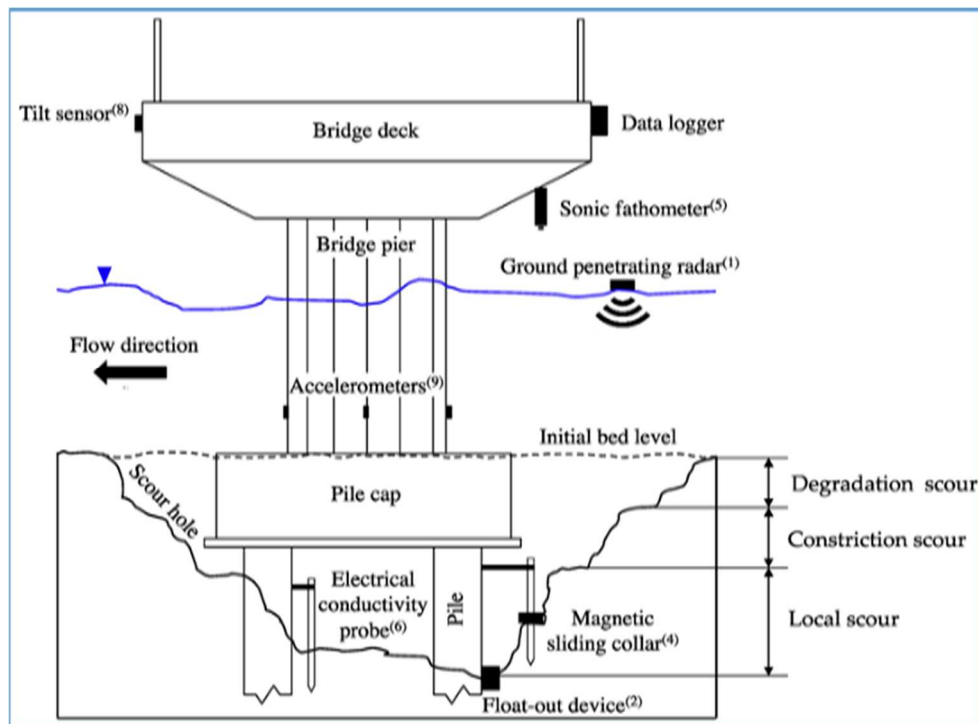 Tilt sensor(8)
Bridge deck
Data logger
Sonic fathometer(5)
Bridge pier
Ground penetrating radar(1)
Flow direction
Accelerometers(9)
Initial bed level
Scour hole
Pile cap
Degradation scour
Constriction scour
Electrical
conductivity
probe(6)
Pile
Magnetic
sliding collar(4)
Local scour
Float-out device(2)